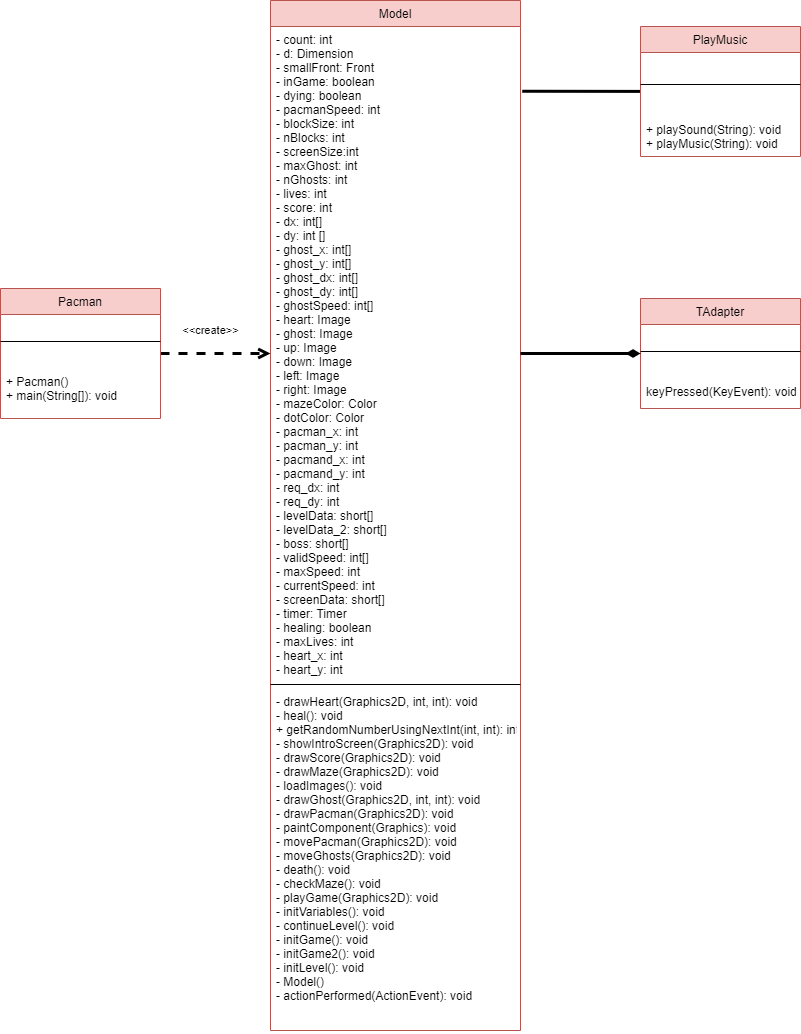 Model
- count: int
- d: Dimension
- smallFront: Front
- inGame: boolean
- dying: boolean
- pacmanSpeed: int
- blockSize: int
- nBlocks: int
- screenSize:int
- maxGhost: int
- nGhosts: int
- lives: int
- score: int
- dx: int[]
- dy: int []
- ghost_x: int[]
- ghost_y: int[]
- ghost_dx: int[]
- ghost_dy: int[]
- ghostSpeed: int[]
- heart: Image
- ghost: Image
- up: Image
- down: Image
- left: Image
- right: Image
- mazeColor: Color
- dotColor: Color
- pacman_x: int
- pacman_y: int
- pacmand_x: int
- pacmand_y: int
- req_dx: int
- req_dy: int
- levelData: short[]
- levelData_2: short[]
- boss: short[]
- validSpeed: int[]
- maxSpeed: int
- currentSpeed: int
- screenData: short[]
- timer: Timer
- healing: boolean
- maxLives: int
- heart_x: int
- heart_y: int
- drawHeart(Graphics2D, int, int): void
- heal(): void
+ getRandomNumberUsingNextInt(int, int): int
- showIntroScreen(Graphics2D): void
- drawScore(Graphics2D): void
- drawMaze(Graphics2D): void
- loadImages(): void
- drawGhost(Graphics2D, int, int): void
- drawPacman(Graphics2D): void
- paintComponent(Graphics): void
- movePacman(Graphics2D): void
- moveGhosts(Graphics2D): void
- death(): void
- checkMaze(): void
- playGame(Graphics2D): void
- initVariables(): void
- continueLevel(): void
- initGame(): void
- initGame2(): void
- initLevel(): void
- Model()
- actionPerformed(ActionEvent): void
PlayMusic
+ playSound(String): void
+ playMusic(String): void
Pacman
+ Pacman()
+ main(String[]): void
<<create>>
TAdapter
keyPressed(KeyEvent): void